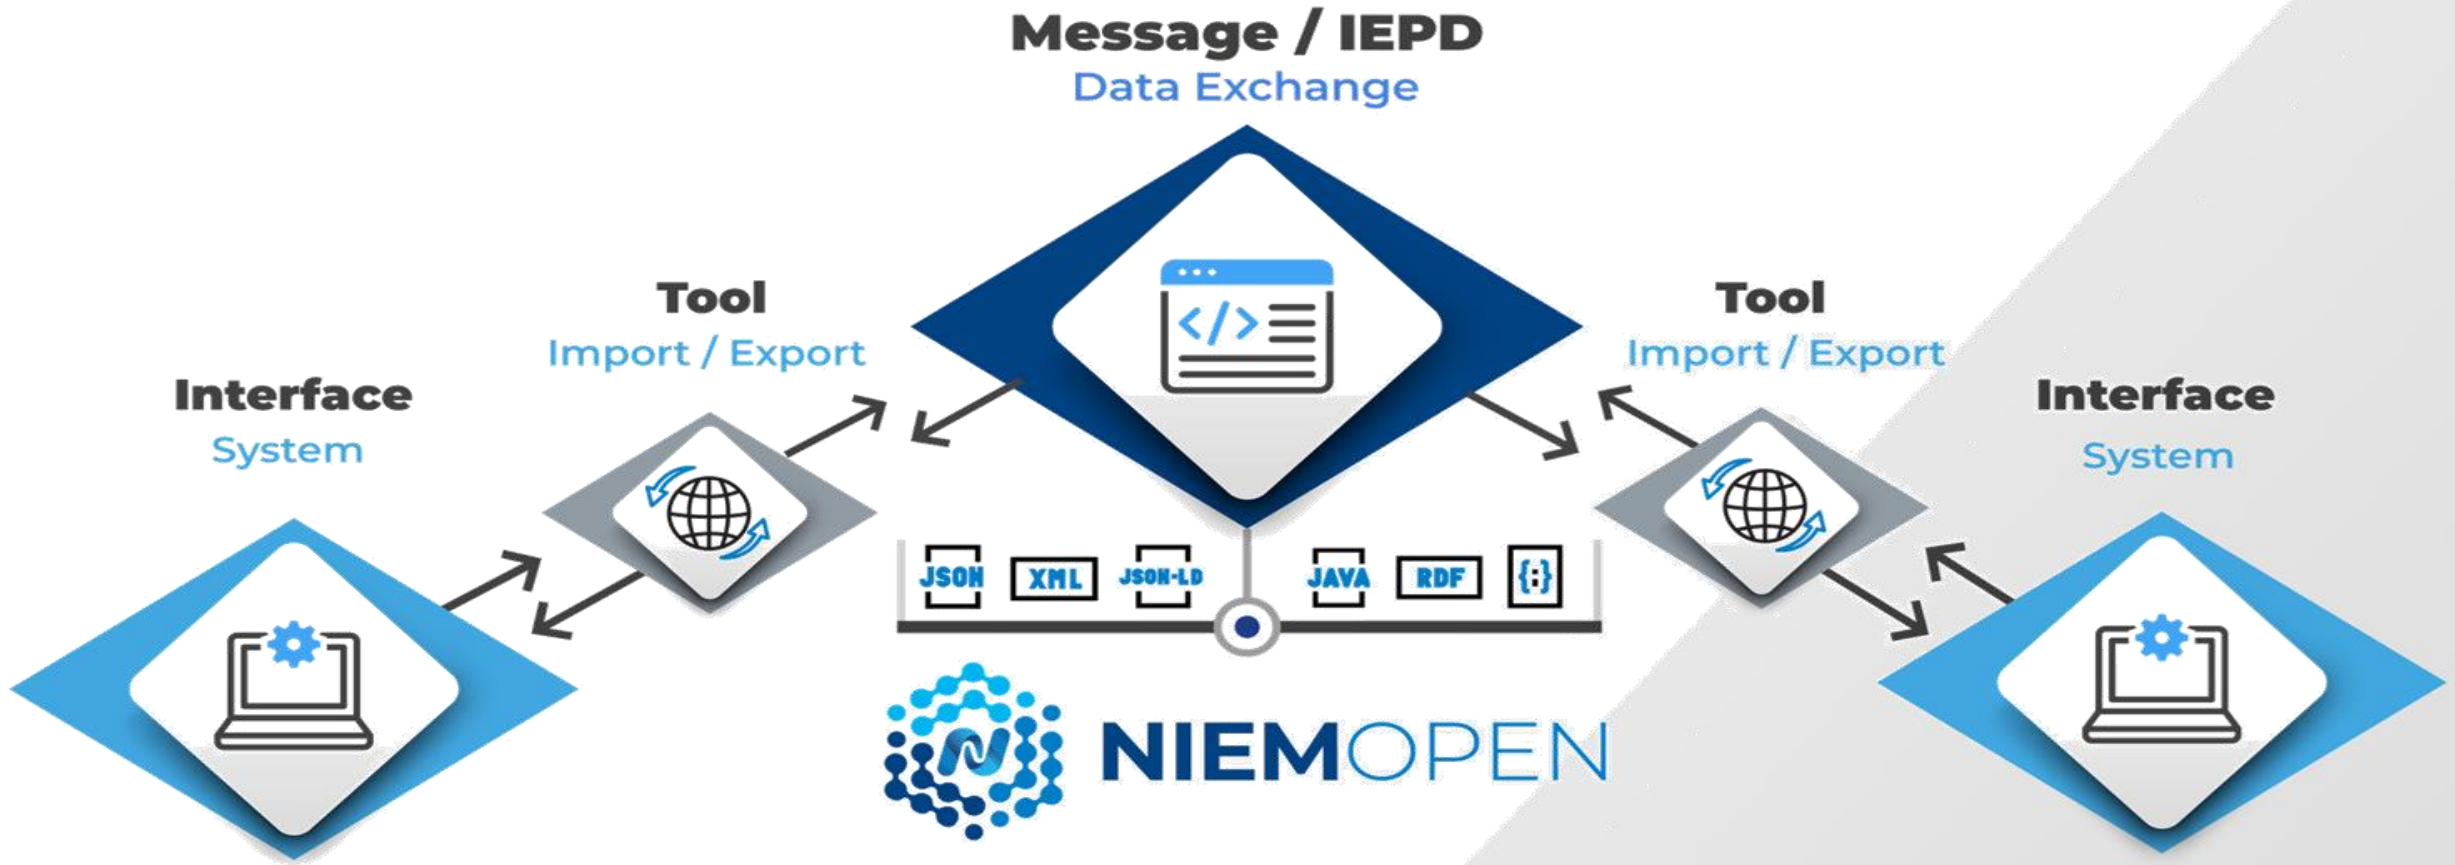 Message / IEPD
Data Exchange
Tool
Import / Export
Tool
Import / Export
Interface
System
Interface
System
</>
JSON XML JSON-LD JAVA RDF {:}
N
NIEMOPEN